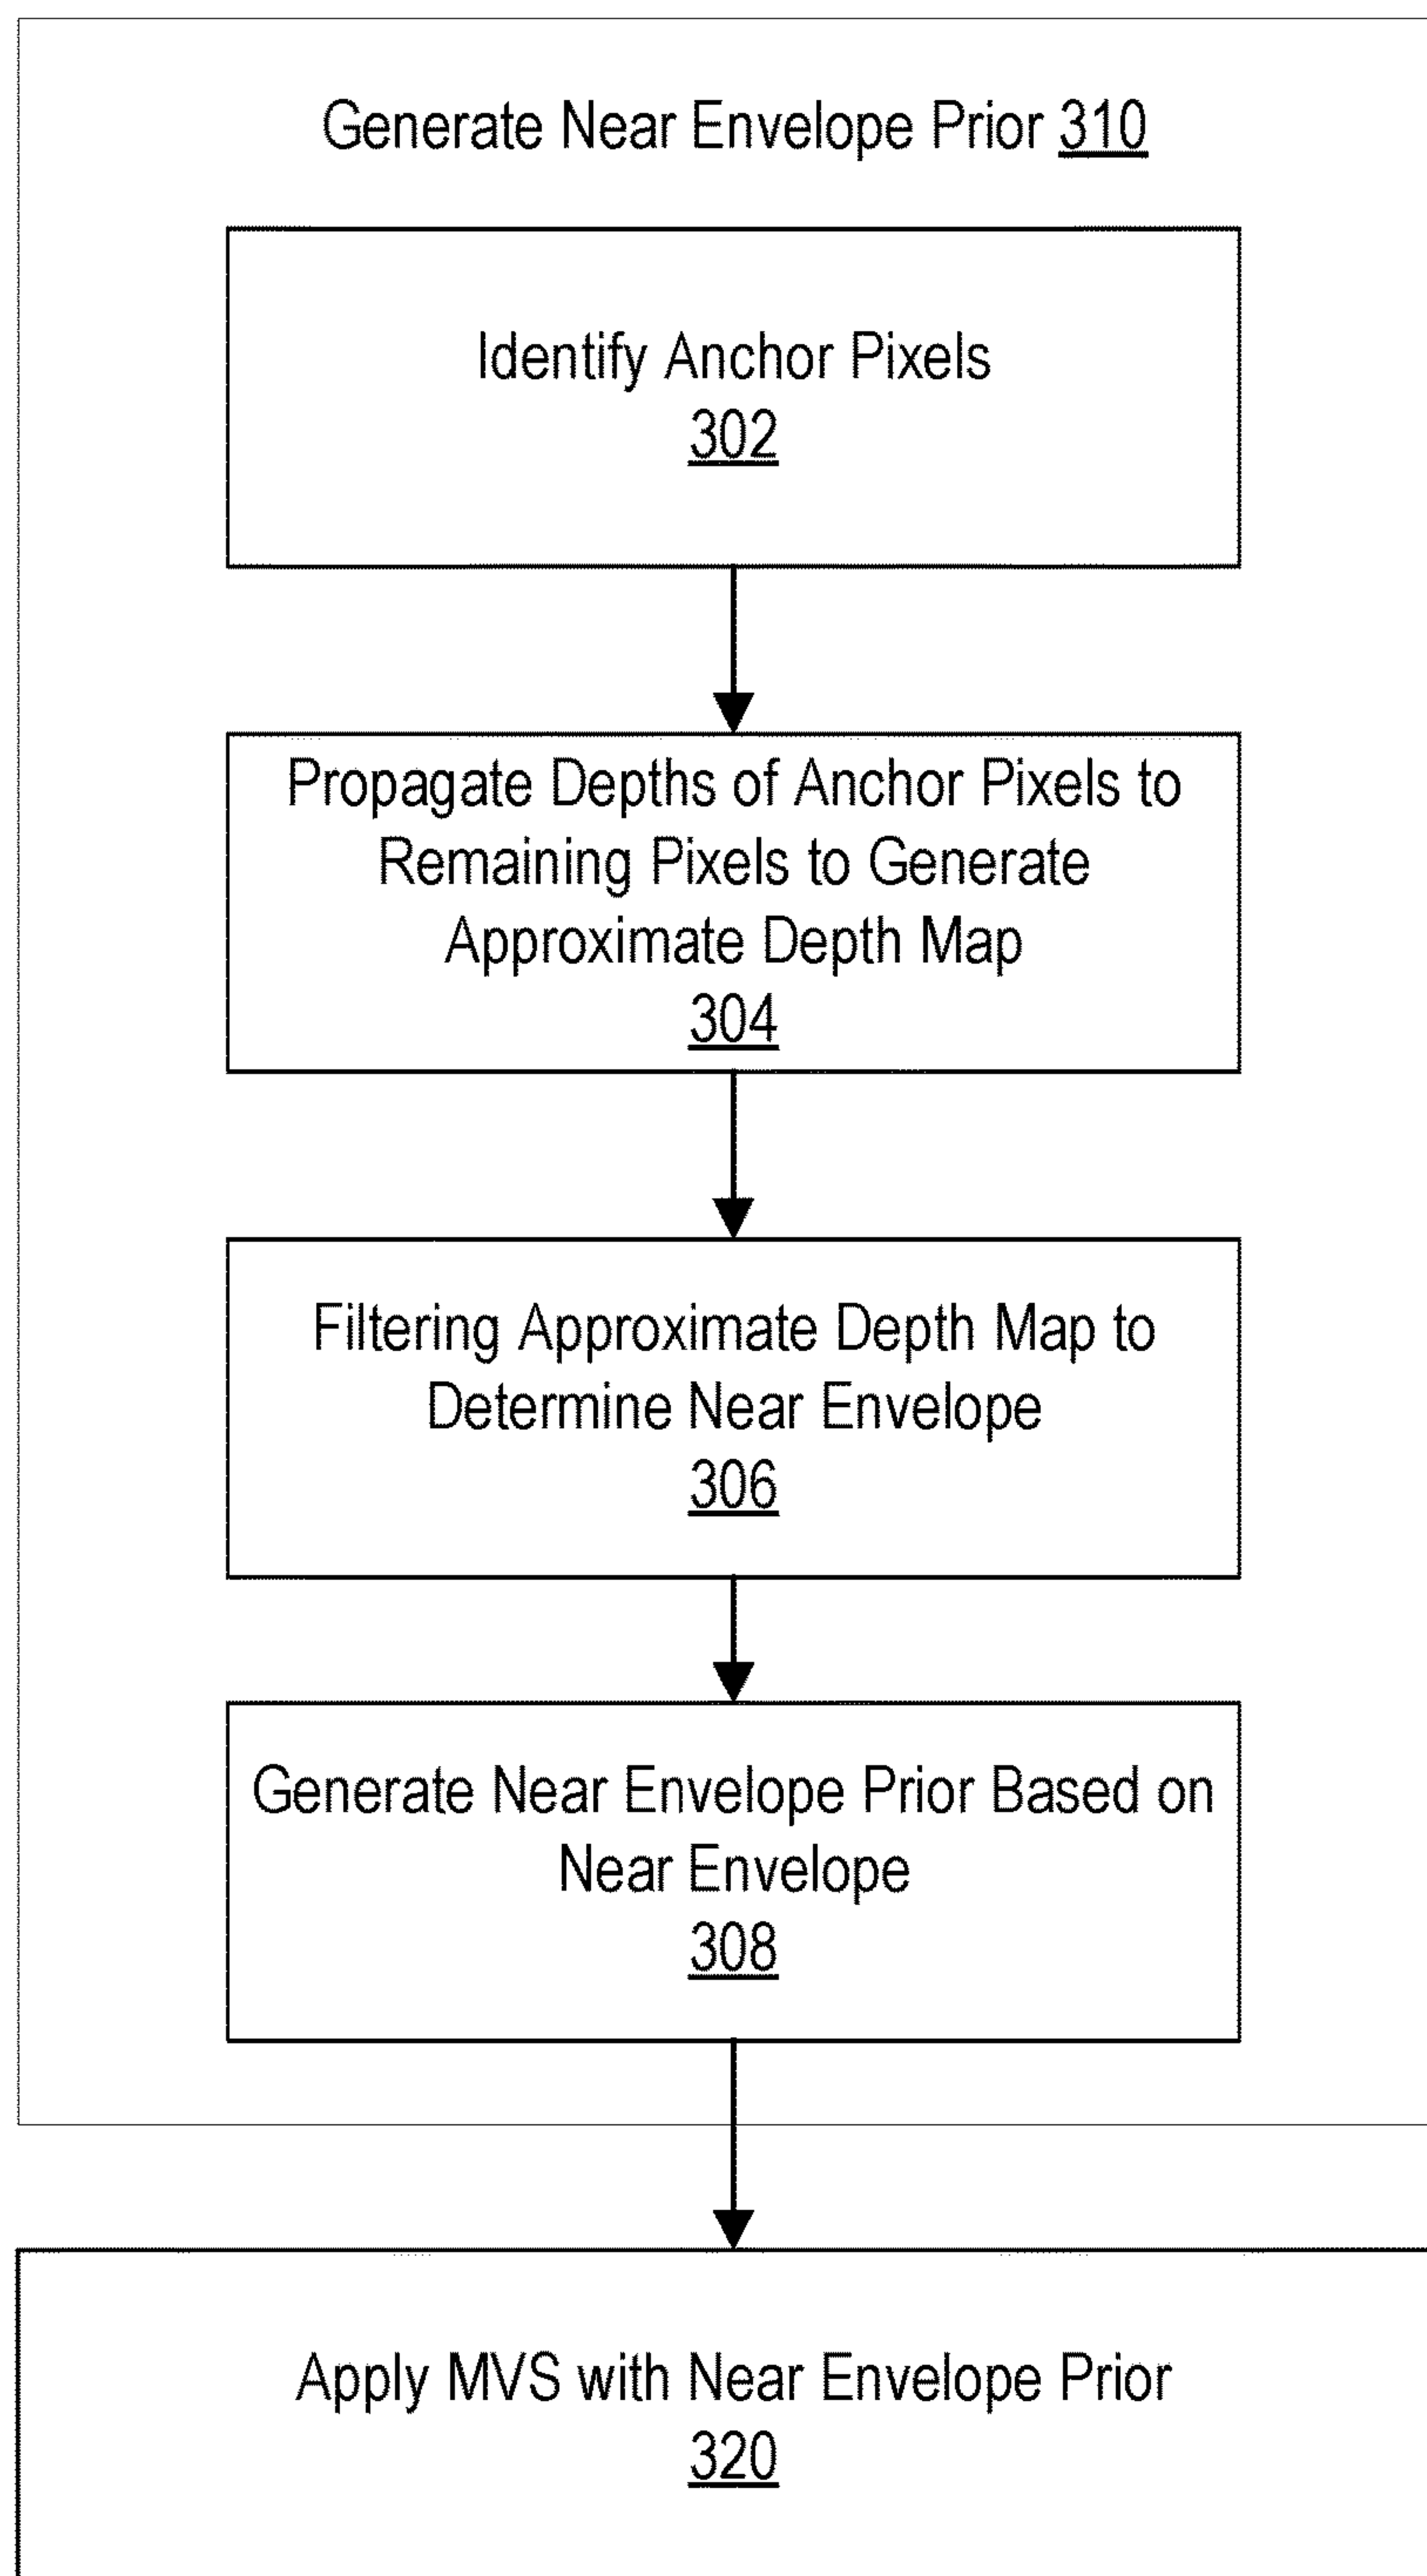 Generate Near Envelope Prior 310
Identify Anchor Pixels
302
Propagate Depths of Anchor Pixels to
Remaining Pixels to Generate
Approximate Depth Map
304
Filtering Approximate Depth Map to
Determine Near Envelope
306
Generate Near Envelope Prior Based on
Near Envelope
308
Apply MVS with Near Envelope Prior
320